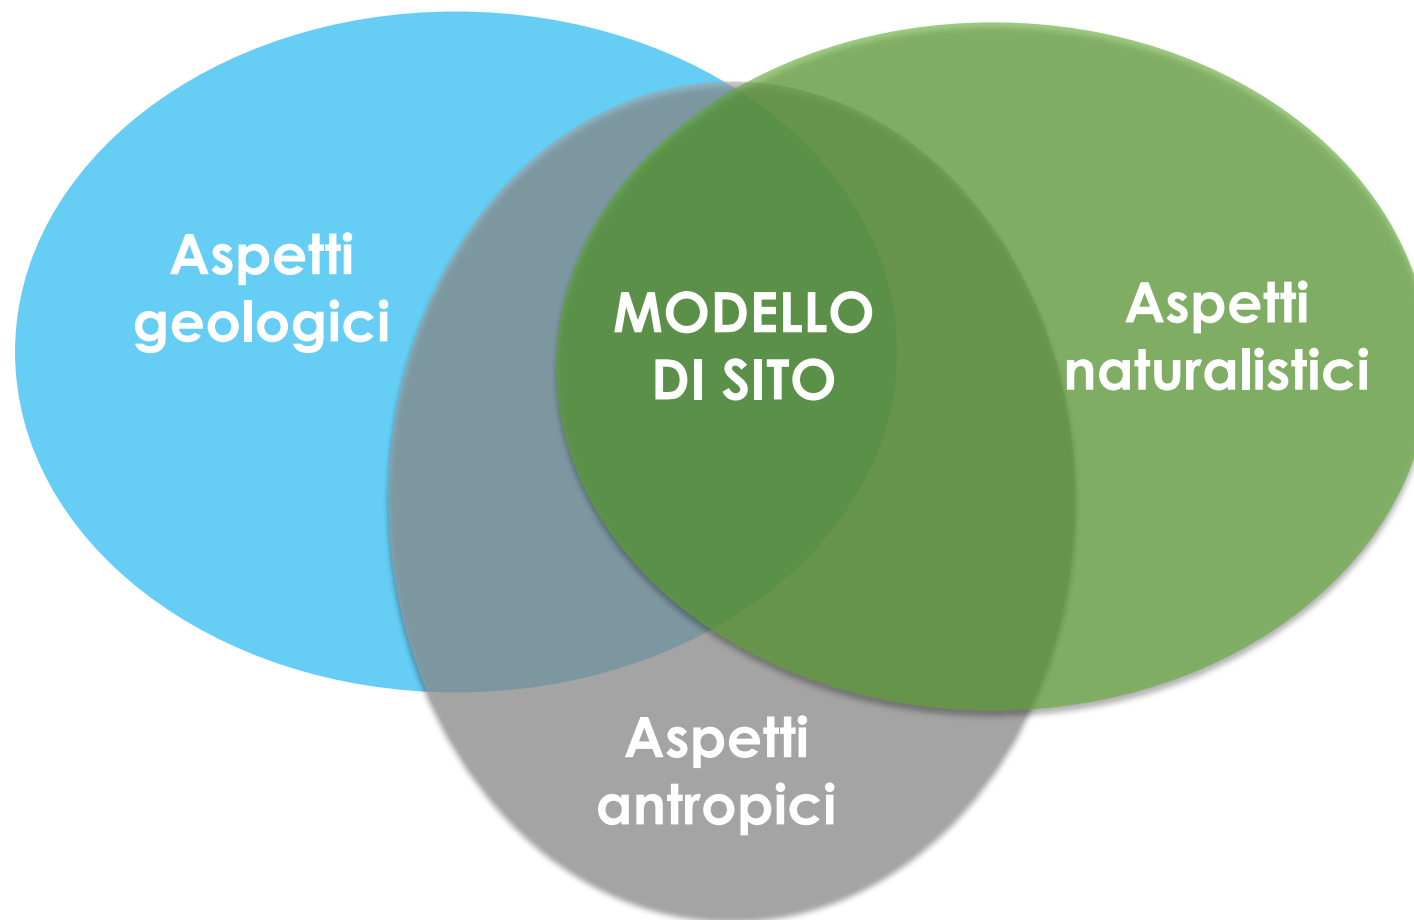 Aspetti
geologici
MODELLO
DI SITO
Aspetti
naturalistici
Aspetti
antropici